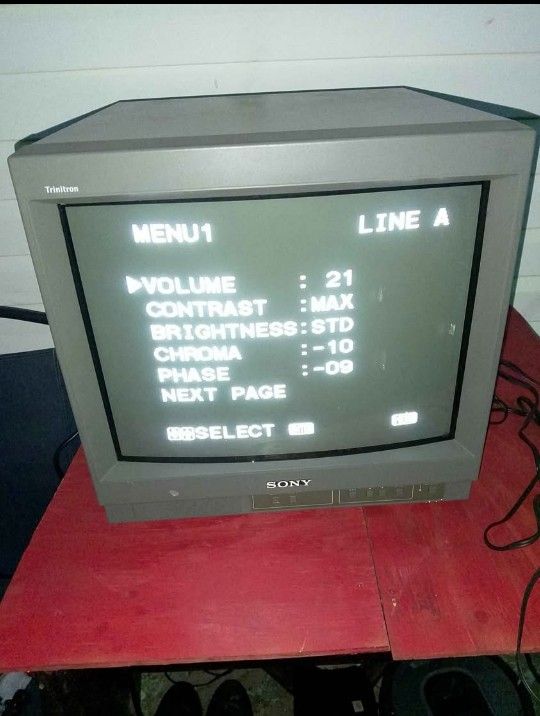 Trinitron
MENU1 LINE A
▶VOLUME : 21
CONTRAST :MAX
BRIGHTNESS:STD
CHROMA :-10
PHASE :-09
NEXT PAGE
SELECT
SONY